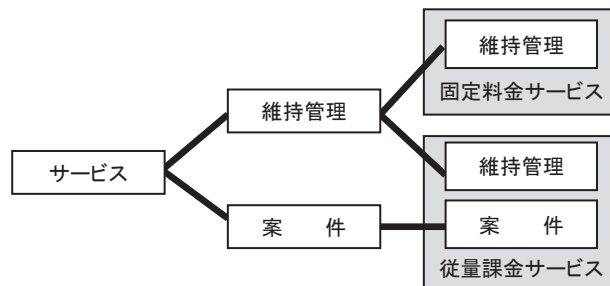 サービス
維持管理
案　　件
維持管理
固定料金サービス
維持管理
案　　件
従量課金サービス